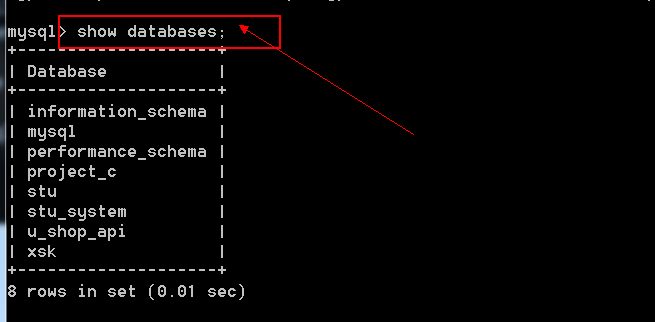 mysql> show databases;
+--------------------+
| Database           |
+--------------------+
| information_schema |
| mysql              |
| performance_schema |
| project_c          |
| stu                |
| stu_system         |
| u_shop_api         |
| xsk                |
+--------------------+
8 rows in set (0.01 sec)